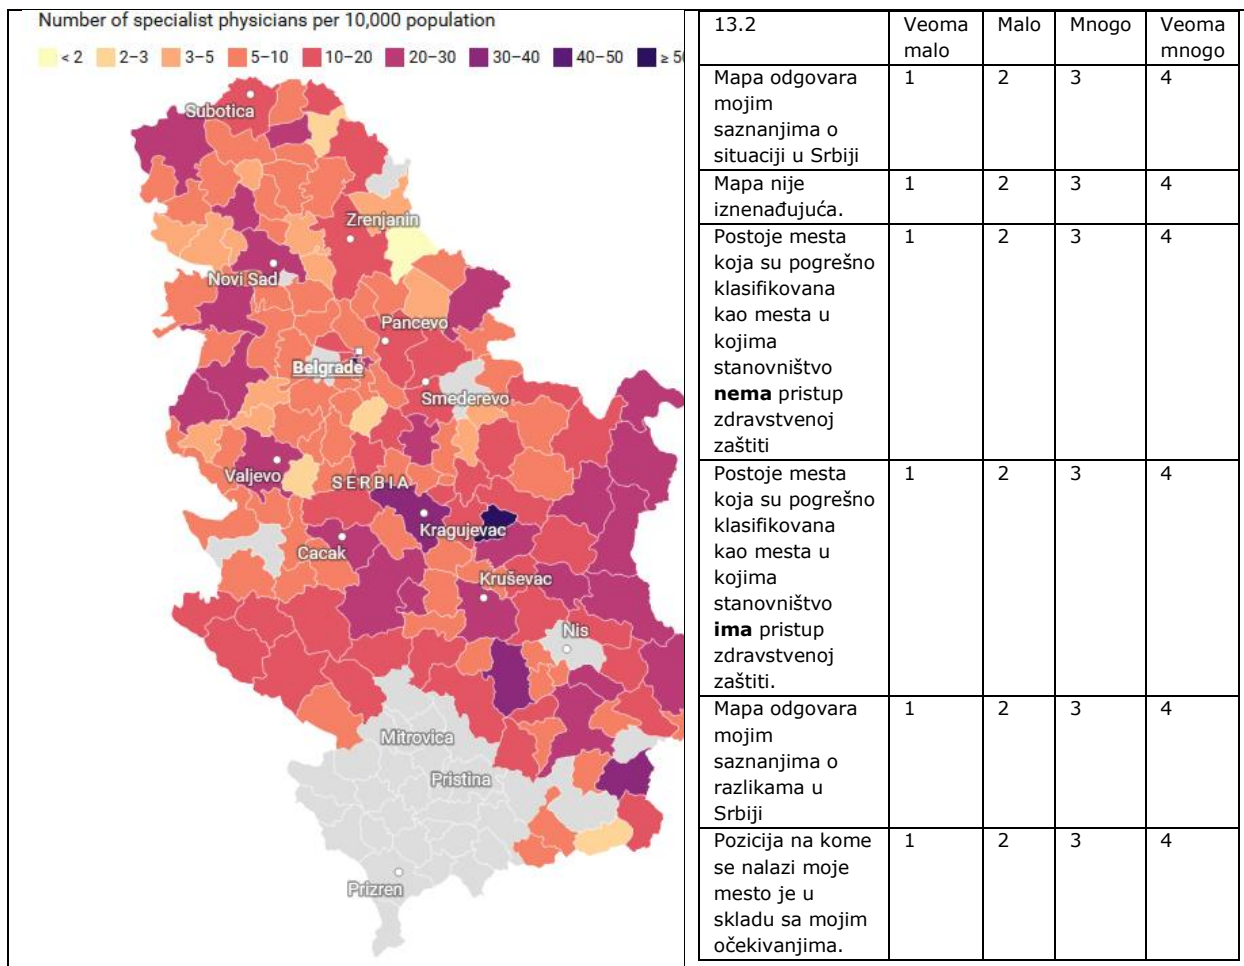 Number of specialist physicians per 10,000 population
< 2 2–3 3–5 5–10 10–20 20–30 30–40 40–50 ≥ 50
Subotica
Zrenjanin
Novi Sad
Pancevo
Belgrade
Smederevo
Valjevo
SERBIA
Kragujevac
Cacak
Kruševac
Nis
Mitrovica
Pristina
Prizren
13.2
Veoma
malo
Malo
Mnogo
Veoma
mnogo
Mapa odgovara
mojim
saznanjima o
situaciji u Srbiji
1 2 3 4
Mapa nije
iznenađujuća.
1 2 3 4
Postoje mesta
koja su pogrešno
klasifikovana
kao mesta u
kojima
stanovništvo
nema pristup
zdravstvenoj
zaštiti
1 2 3 4
Postoje mesta
koja su pogrešno
klasifikovana
kao mesta u
kojima
stanovništvo
ima pristup
zdravstvenoj
zaštiti.
1 2 3 4
Mapa odgovara
mojim
saznanjima o
razlikama u
Srbiji
1 2 3 4
Pozicija na kome
se nalazi moje
mesto je u
skladu sa mojim
očekivanjima.
1 2 3 4